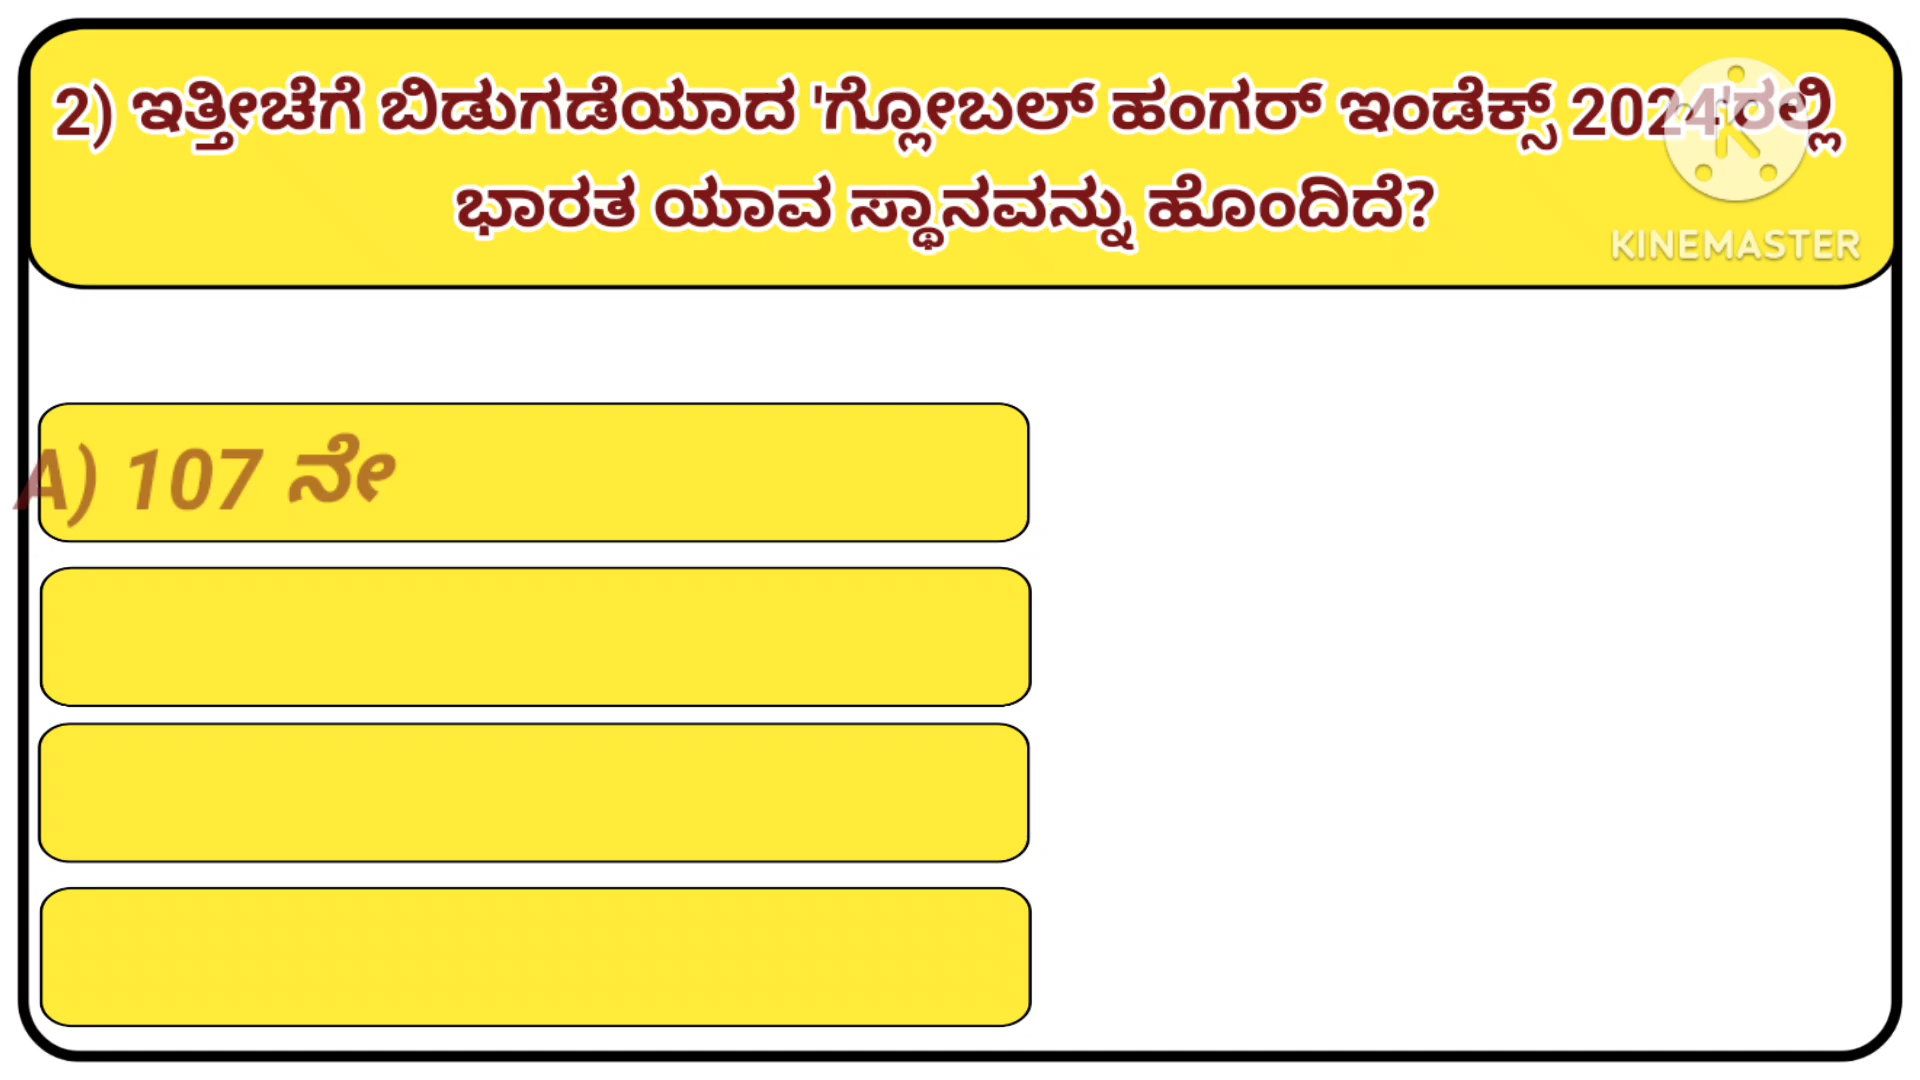 2) ಇತ್ತೀಚೆಗೆ ಬಿಡುಗಡೆಯಾದ 'ಗ್ಲೋಬಲ್ ಹಂಗರ್ ಇಂಡೆಕ್ಸ್ 2024'ರಲ್ಲಿ
ಭಾರತ ಯಾವ ಸ್ಥಾನವನ್ನು ಹೊಂದಿದೆ?
KINEMASTER
A) 107 ನೇ